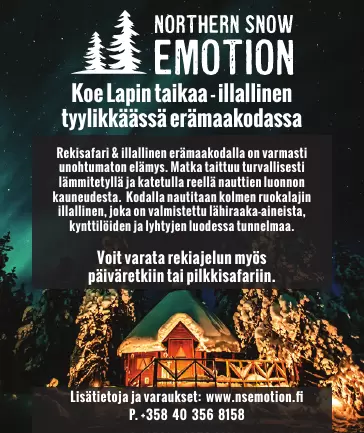 NORTHERN SNOW
EMOTION
Koe Lapin taikaa - illallinen
tyylikkäässä erämaakodassa
Rekisafari & illallinen erämaakodalla on varmasti
unohtumaton elämys. Matka taittuu turvallisesti
lämmitetyllä ja katetulla reellä nauttien luonnon
kauneudesta. Kodalla nautitaan kolmen ruokalajin
illallinen, joka on valmistettu lähiraaka-aineista,
kynttilöiden ja lyhtyjen luodessa tunnelmaa.
Voit varata rekiajelun myös
päiväretkiin tai pilkkisafariin.
Lisätietoja ja varaukset: www.nsemotion.fi
P. +358 40 356 8158